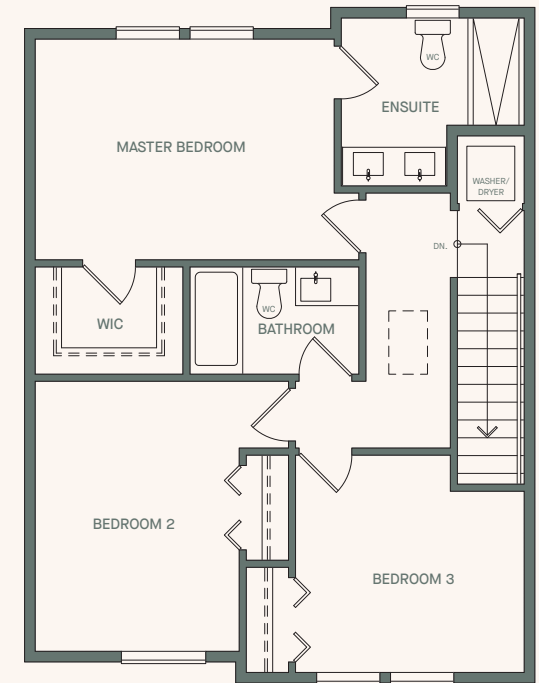 WC
ENSUITE
MASTER BEDROOM
WASHER/
DRYER
DN.
WC
WIC
BATHROOM
BEDROOM 2
BEDROOM 3